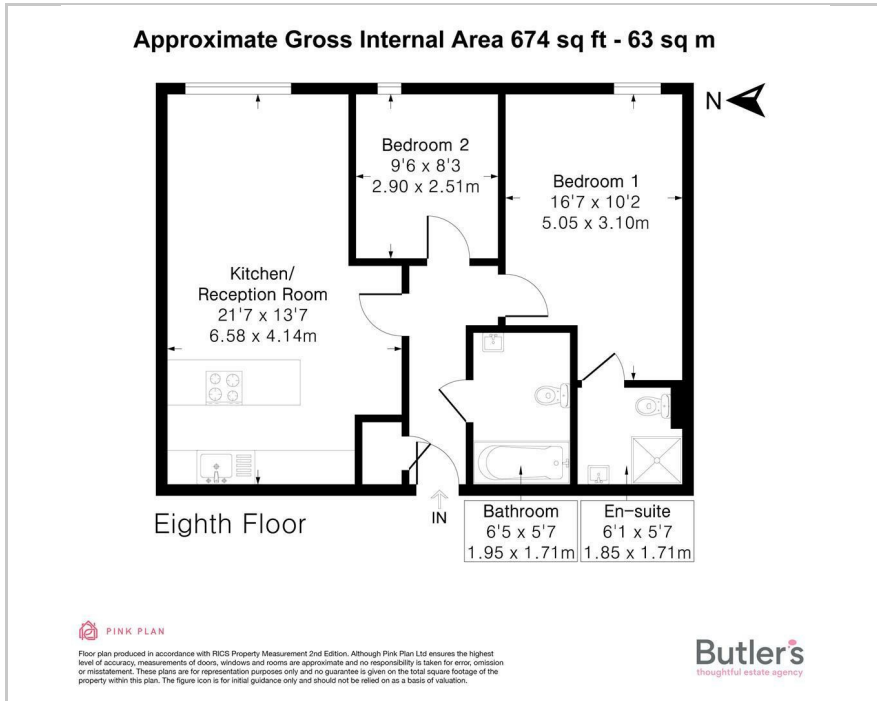 Approximate Gross Internal Area 674 sq ft - 63 sq m
N
Bedroom 2
9'6 x 8'3
2.90 x 2.51m
Bedroom 1
16'7 x 10'2
5.05 x 3.10m
Kitchen/
Reception Room
21'7 x 13'7
6.58 x 4.14m
Eighth Floor
IN
Bathroom
6'5 x 5'7
1.95 x 1.71m
En-suite
6'1 x 5'7
1.85 x 1.71m
PINK PLAN
Floor plan produced in accordance with RICS Property Measurement 2nd Edition. Although Pink Plan Ltd ensures the highest
level of accuracy, measurements of doors, windows and rooms are approximate and no responsibility is taken for error, omission
or misstatement. These plans are for representation purposes only and no guarantee is given on the total square footage of the
property within this plan. The figure icon is for initial guidance only and should not be relied on as a basis of valuation.
Butler's
thoughtful estate agency